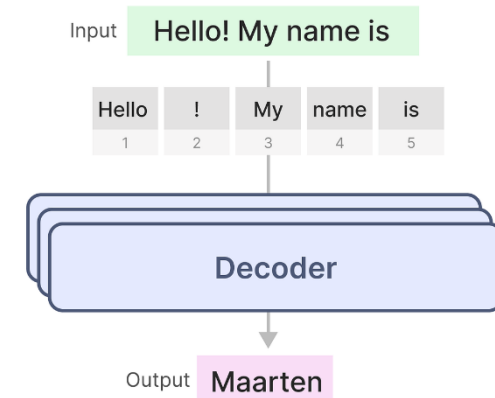 Input Hello! My name is
Hello ! My name is
1 2 3 4 5
Decoder
Output Maarten